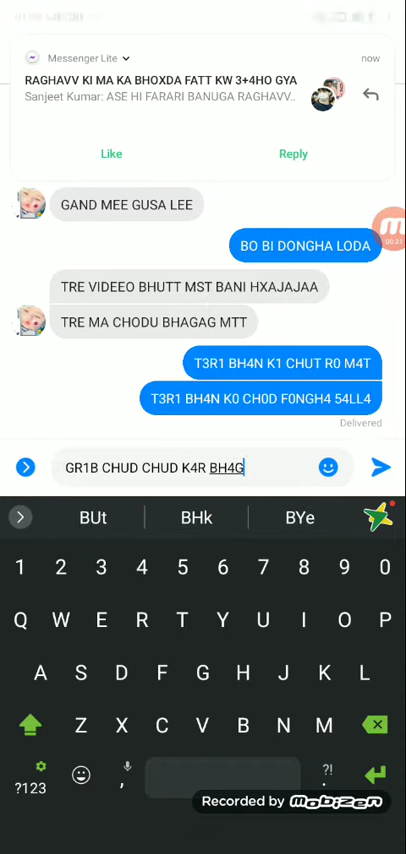 Messenger Lite
now
RAGHAVV KI MA KA BHOXDA FATT KW 3+4HO GYA
Sanjeet Kumar: ASE HI FARARI BANUGA RAGHAVV..
Like Reply
GAND MEE GUSA LEE
00:21
BO BI DONGHA LODA
TRE VIDEEO BHUTT MST BANI HXAJAJAA
TRE MA CHODU BHAGAG MTT
T3R1 BH4N K1 CHUT R0 M4T
T3R1 BH4N K0 CH0D F0NGH4 54LL4
Delivered
GR1B CHUD CHUD K4R BH4G
BUt BHk BYe
1 2 3 4 5 6 7 8 9 0
Q W E R T Y U I O P
A S D F G H J K L
Z X C V B N M
?123 , ?! .
Recorded by mobizen